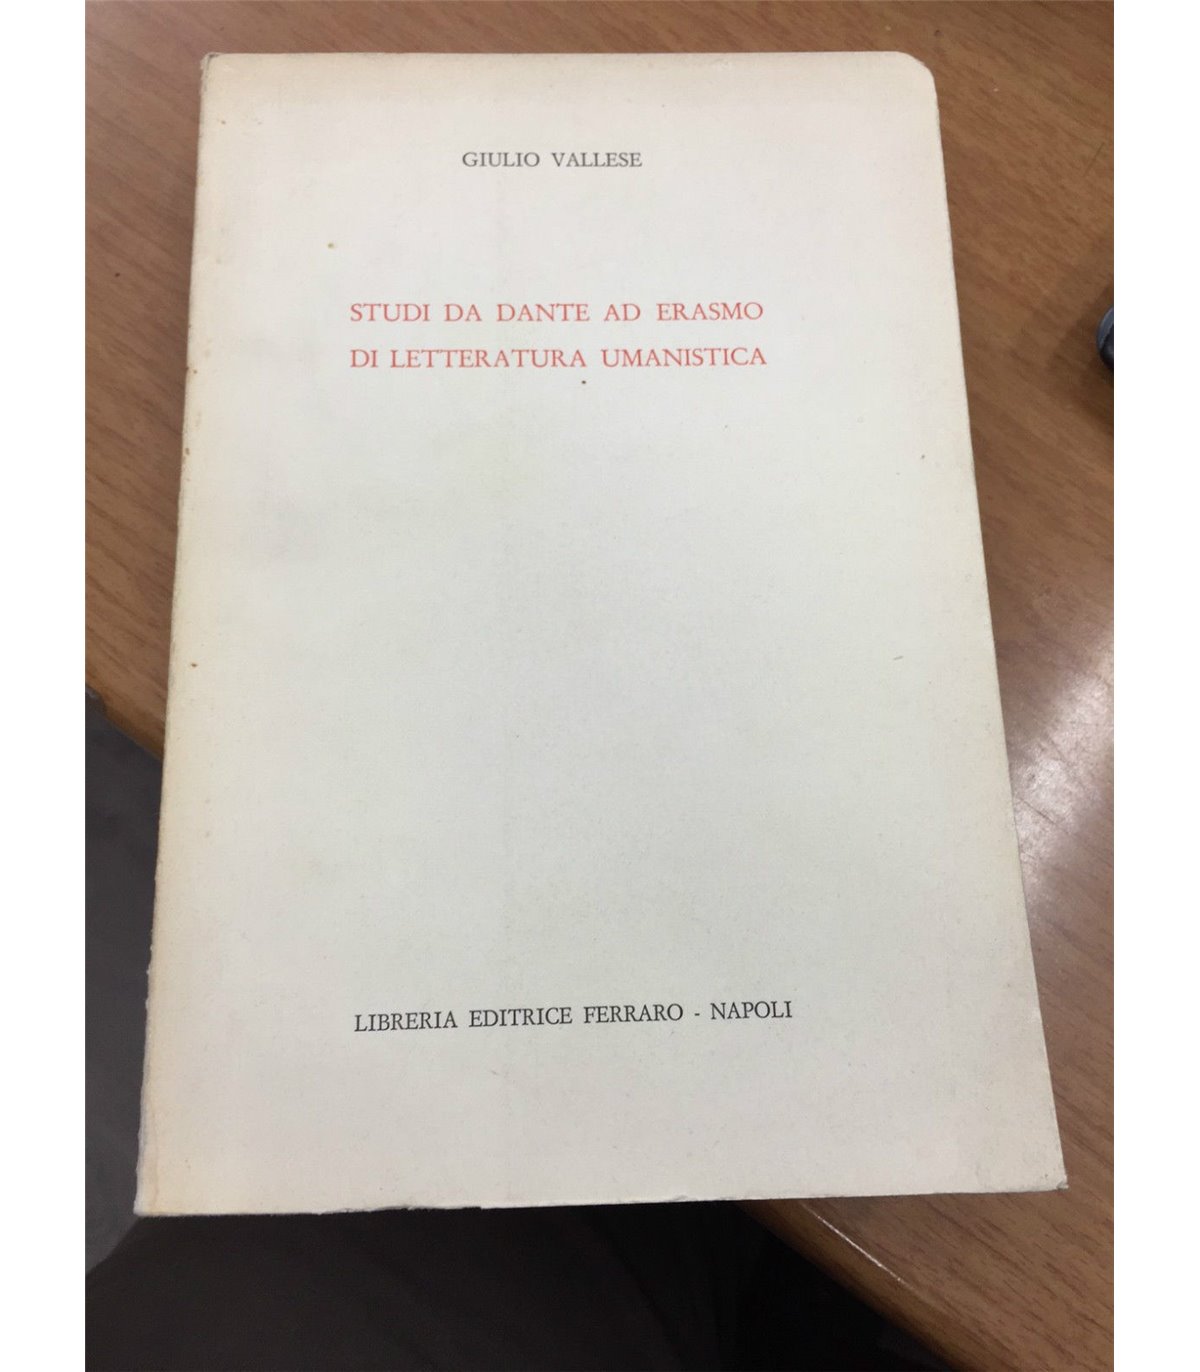 GIULIO VALLESE
STUDI DA DANTE AD ERASMO
DI LETTERATURA UMANISTICA
LIBRERIA EDITRICE FERRARO - NAPOLI